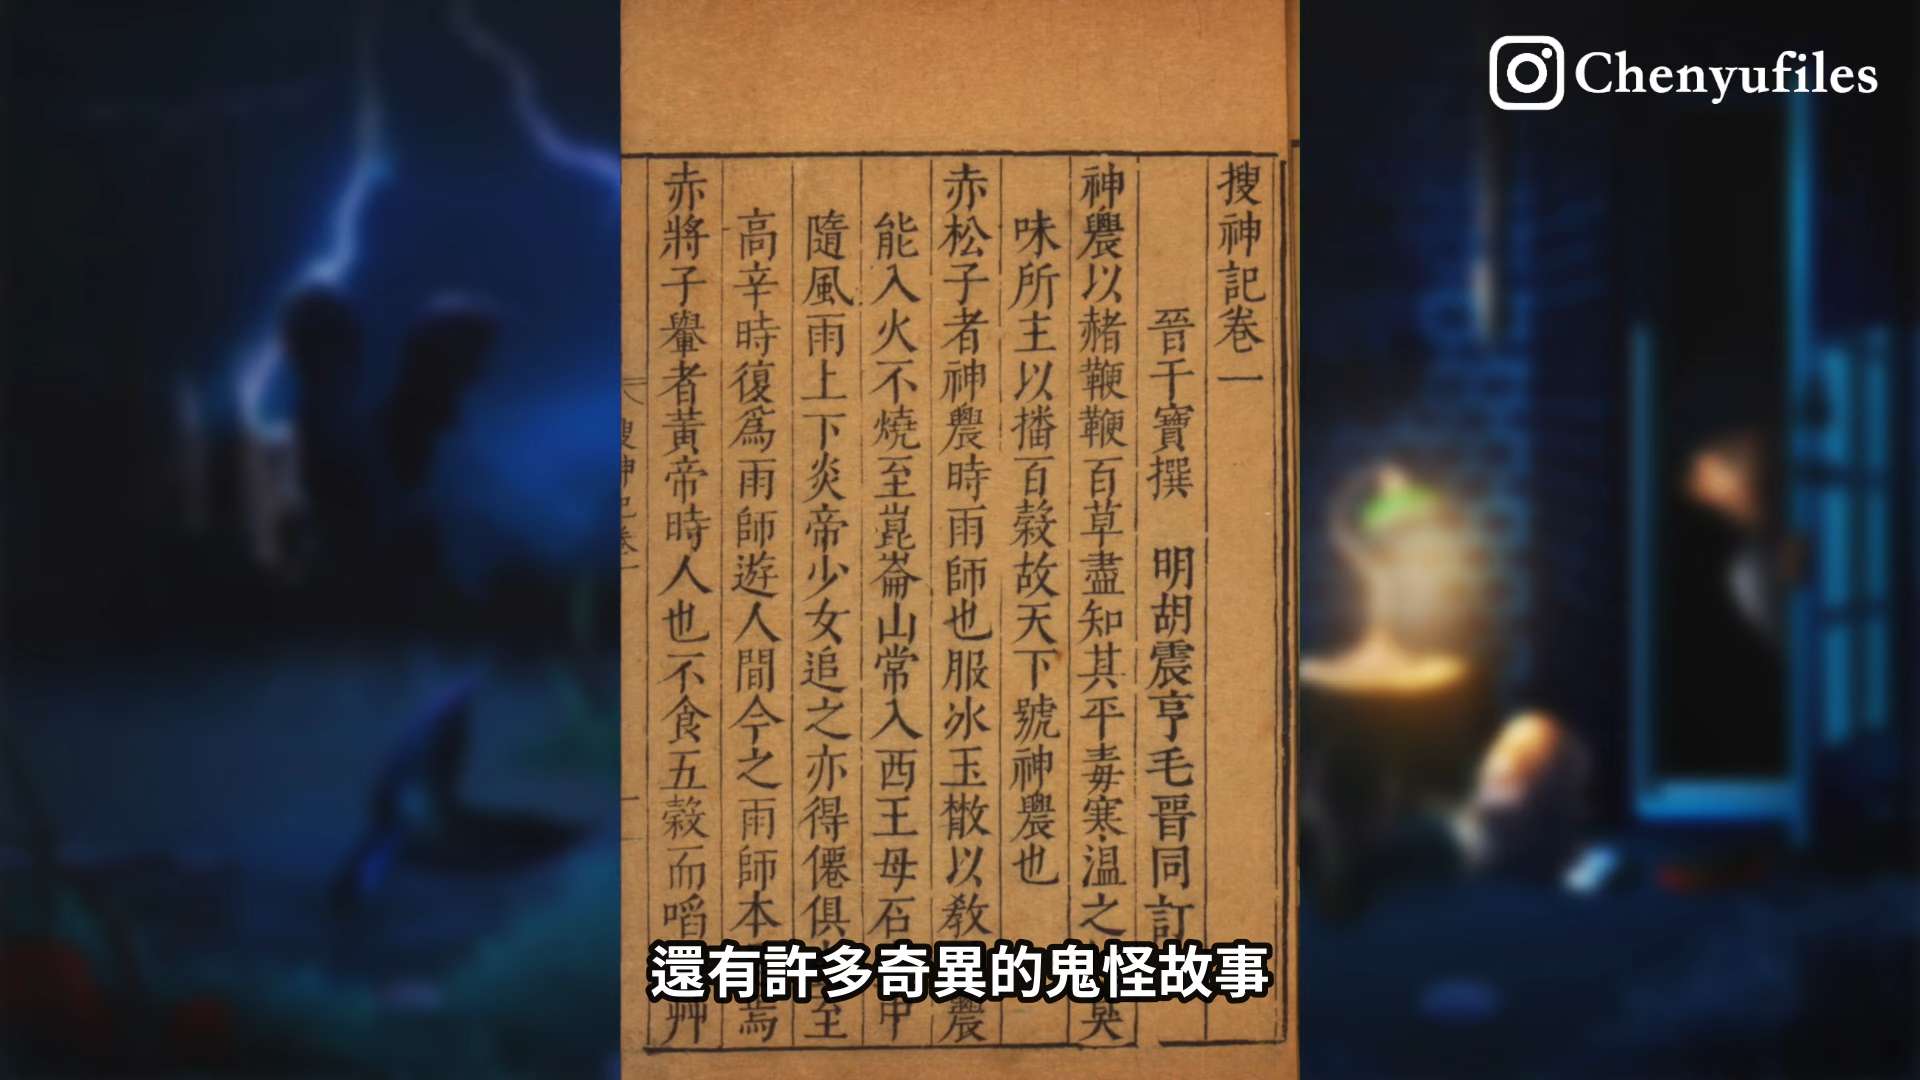 Chenyufiles
搜神記卷一
晉干寶撰 明胡震亨毛晉同訂
神農以赭鞭鞭百草盡知其平毒寒温之臭
味所主以播百穀故天下號神農也
赤松子者神農時雨師也服冰玉散以教農
能入火不燒至崑崙山常入西王母石中
隨風雨上下炎帝少女追之亦得僊俱至
高辛時復爲雨師遊人間今之雨師本焉
赤將子轝者黃帝時人也不食五穀而啗艸
還有許多奇異的鬼怪故事